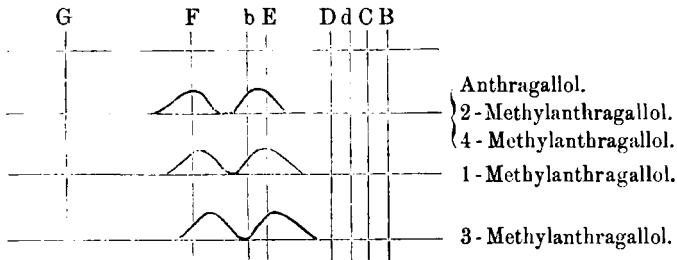 G F b E D d C B
Anthragallol.
2-Methylanthragallol.
4-Methylanthragallol.
1-Methylanthragallol.
3-Methylanthragallol.